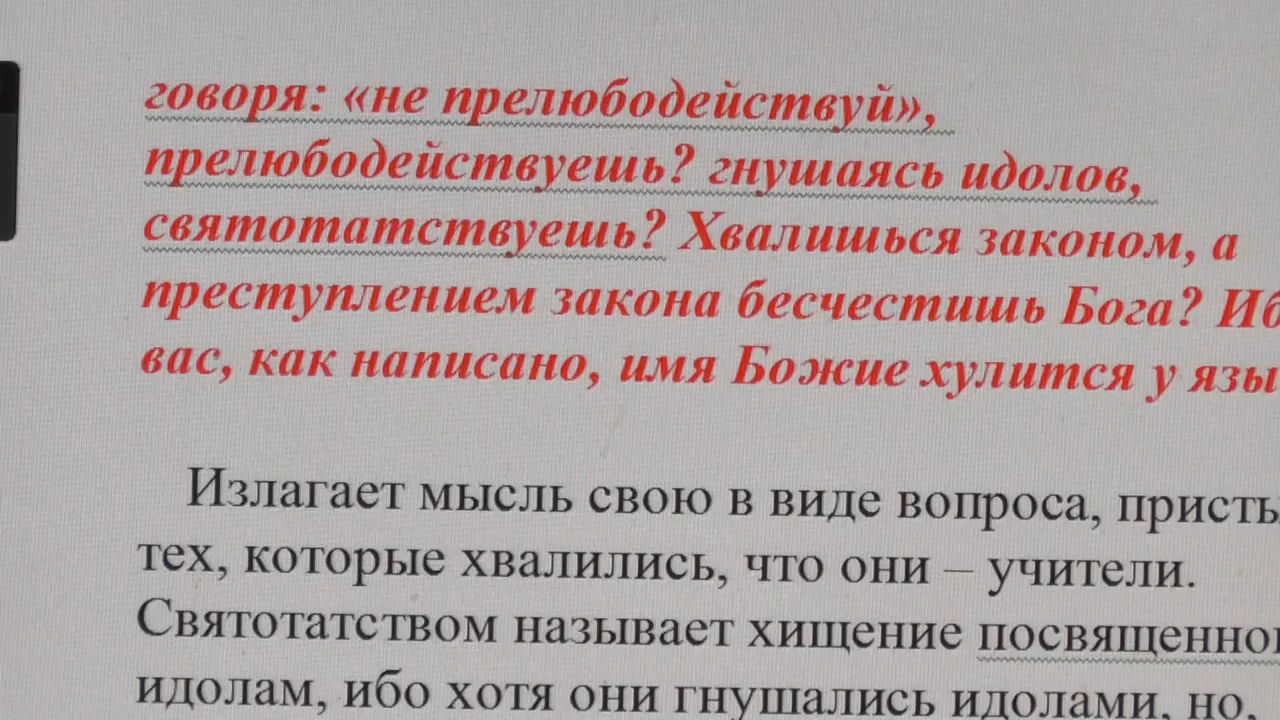 говоря: «не прелюбодействуй»,
прелюбодействуешь? гнушаясь идолов,
святотатствуешь? Хвалишься законом, а
преступлением закона бесчестишь Бога? Иб
вас, как написано, имя Божие хулится у язы
Излагает мысль свою в виде вопроса, присты
тех, которые хвалились, что они – учители.
Святотатством называет хищение посвященно
идолам, ибо хотя они гнушались идолами, но,